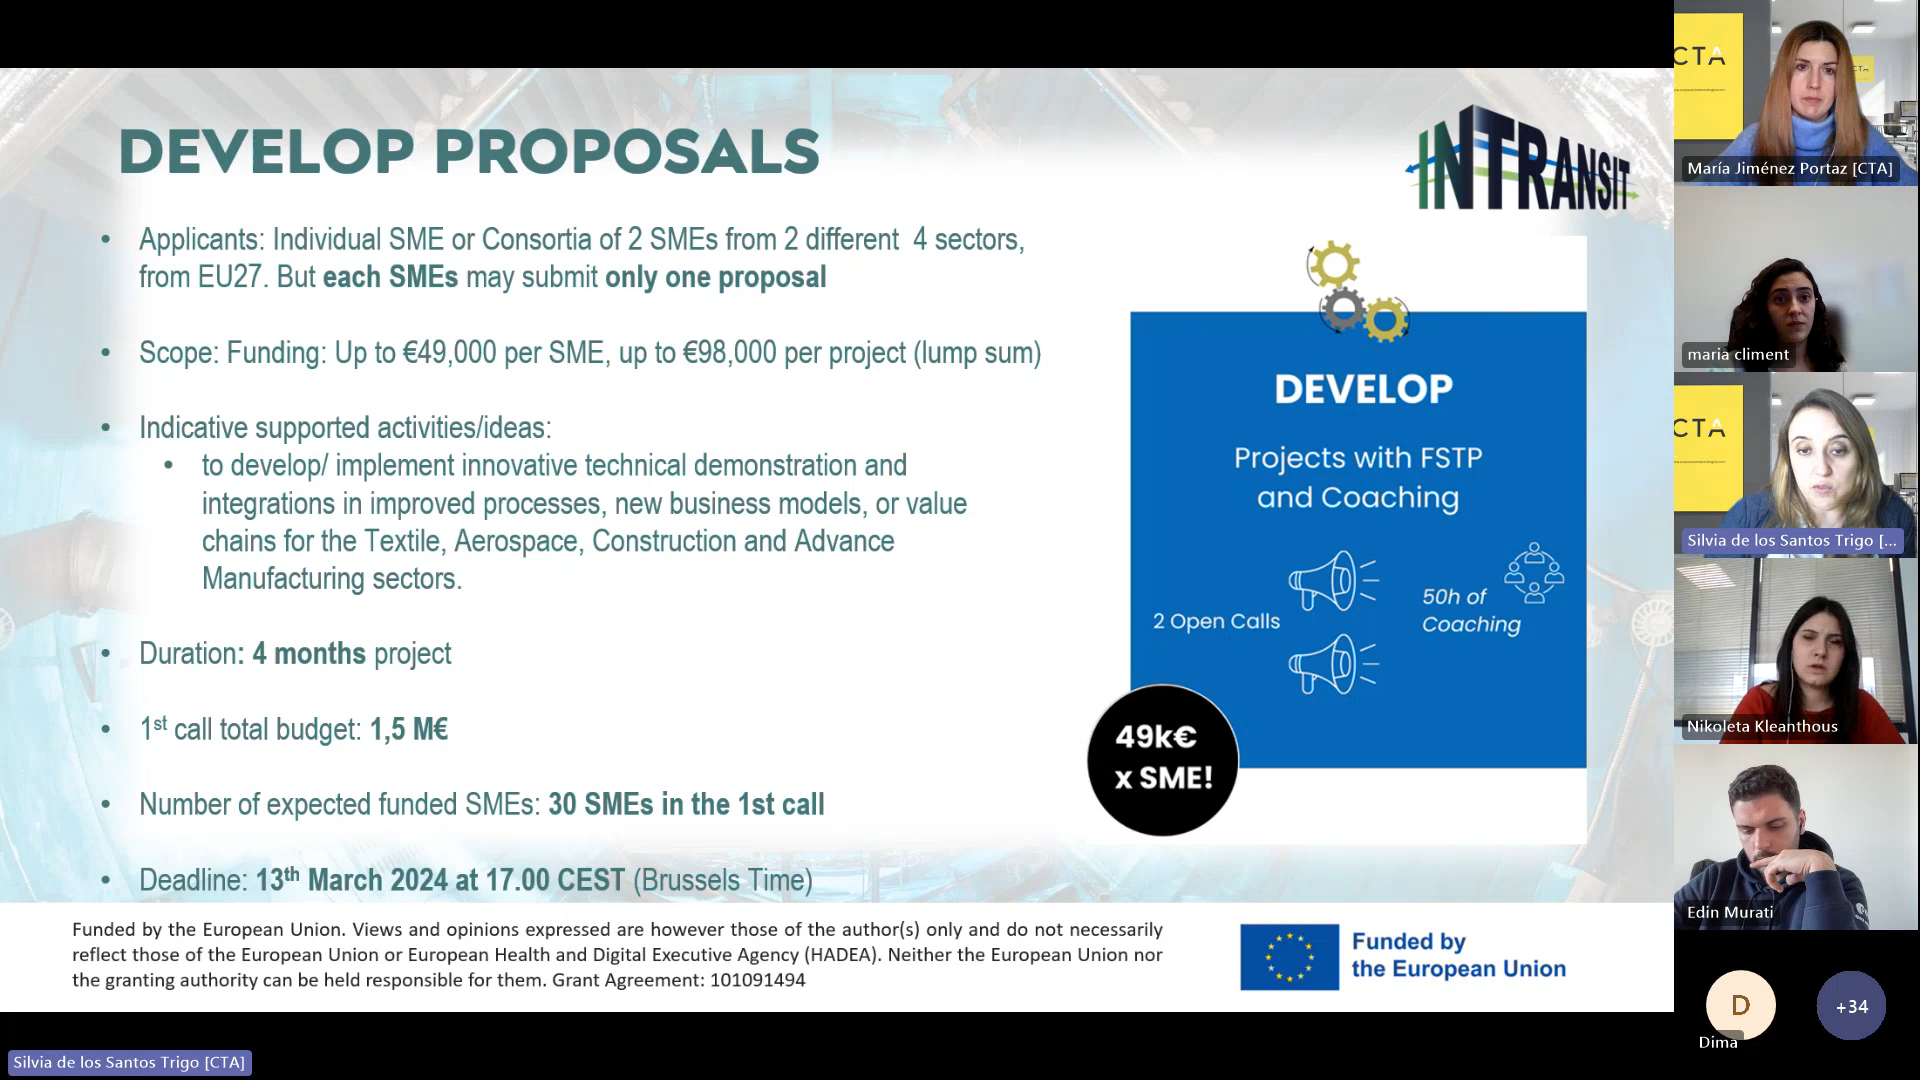 DEVELOP PROPOSALS
INTRANSIT
• Applicants: Individual SME or Consortia of 2 SMEs from 2 different 4 sectors,
from EU27. But each SMEs may submit only one proposal
• Scope: Funding: Up to €49,000 per SME, up to €98,000 per project (lump sum)
• Indicative supported activities/ideas:
• to develop/ implement innovative technical demonstration and
integrations in improved processes, new business models, or value
chains for the Textile, Aerospace, Construction and Advance
Manufacturing sectors.
• Duration: 4 months project
• 1st call total budget: 1,5 M€
• Number of expected funded SMEs: 30 SMEs in the 1st call
• Deadline: 13th March 2024 at 17.00 CEST (Brussels Time)
DEVELOP
Projects with FSTP
and Coaching
2 Open Calls
50h of
Coaching
49k€
x SME!
Funded by the European Union. Views and opinions expressed are however those of the author(s) only and do not necessarily
reflect those of the European Union or European Health and Digital Executive Agency (HADEA). Neither the European Union nor
the granting authority can be held responsible for them. Grant Agreement: 101091494
Funded by
the European Union
Silvia de los Santos Trigo [CTA]
CTA
CTA
María Jiménez Portaz [CTA]
maria climent
CTA
Silvia de los Santos Trigo [...
Nikoleta Kleanthous
Edin Murati
D
Dima
+34